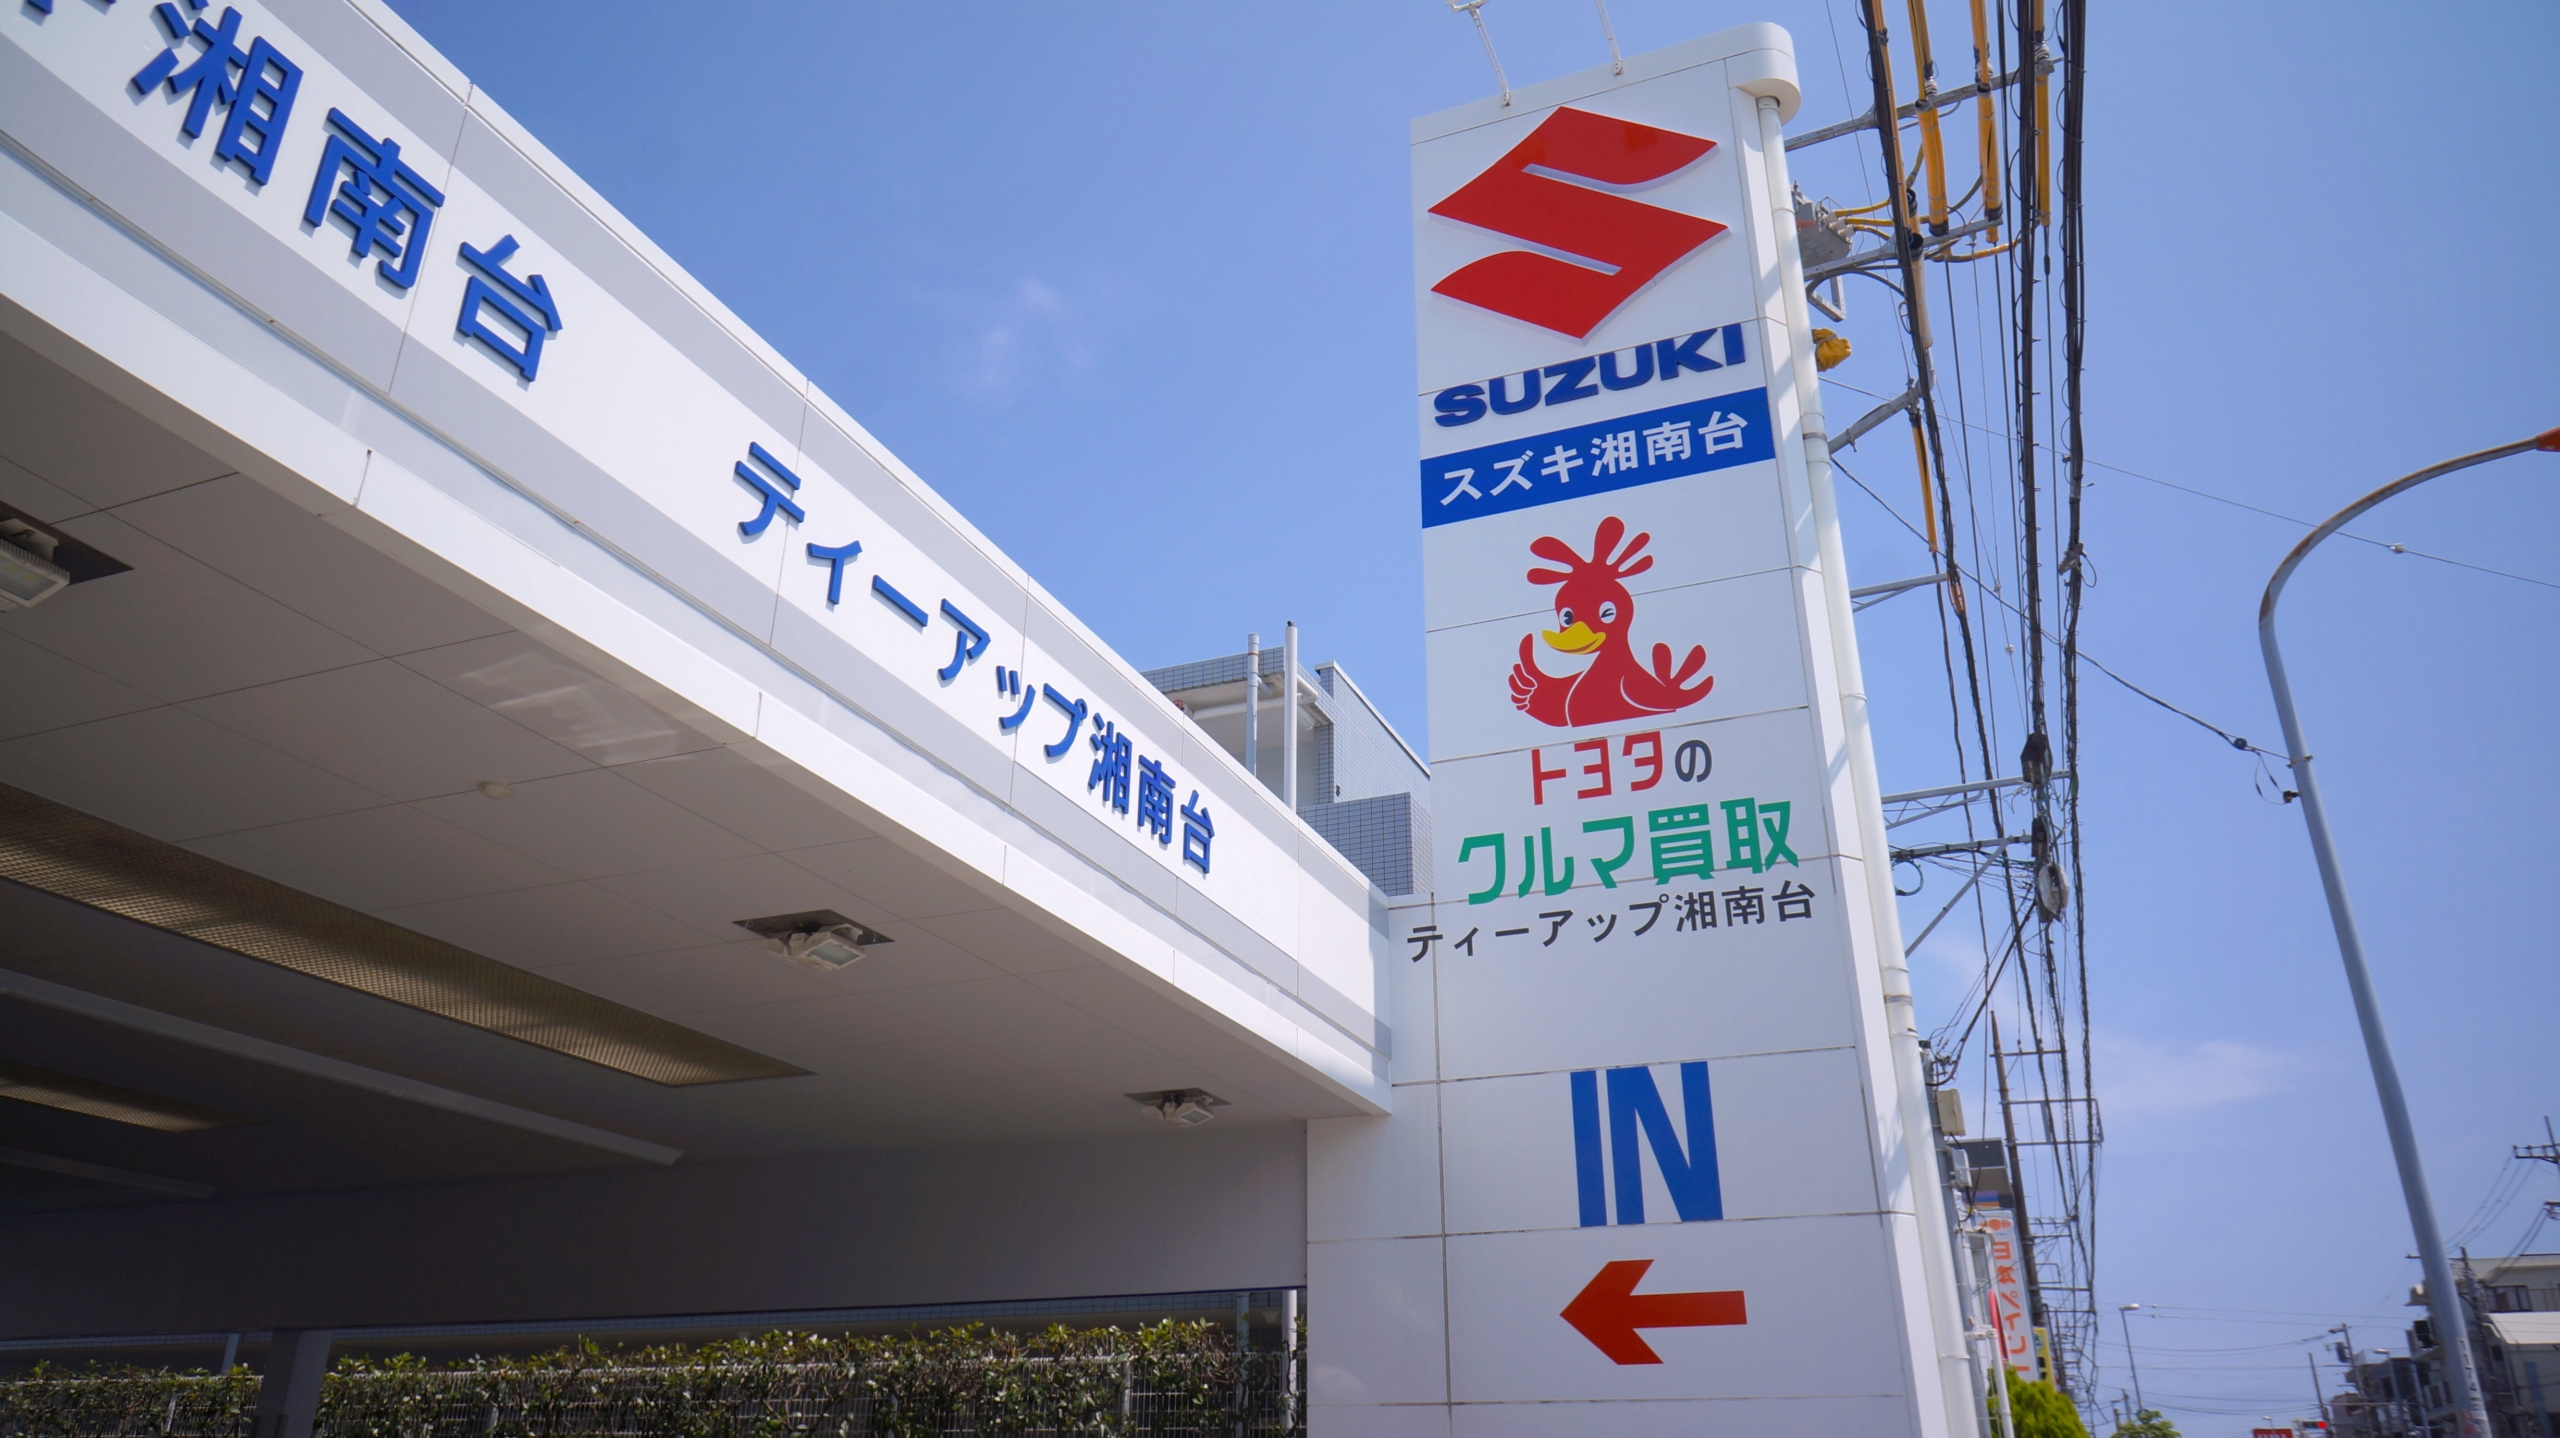 湘南台
ティーアップ湘南台
SUZUKI
スズキ湘南台
トヨタの
クルマ買取
ティーアップ湘南台
IN